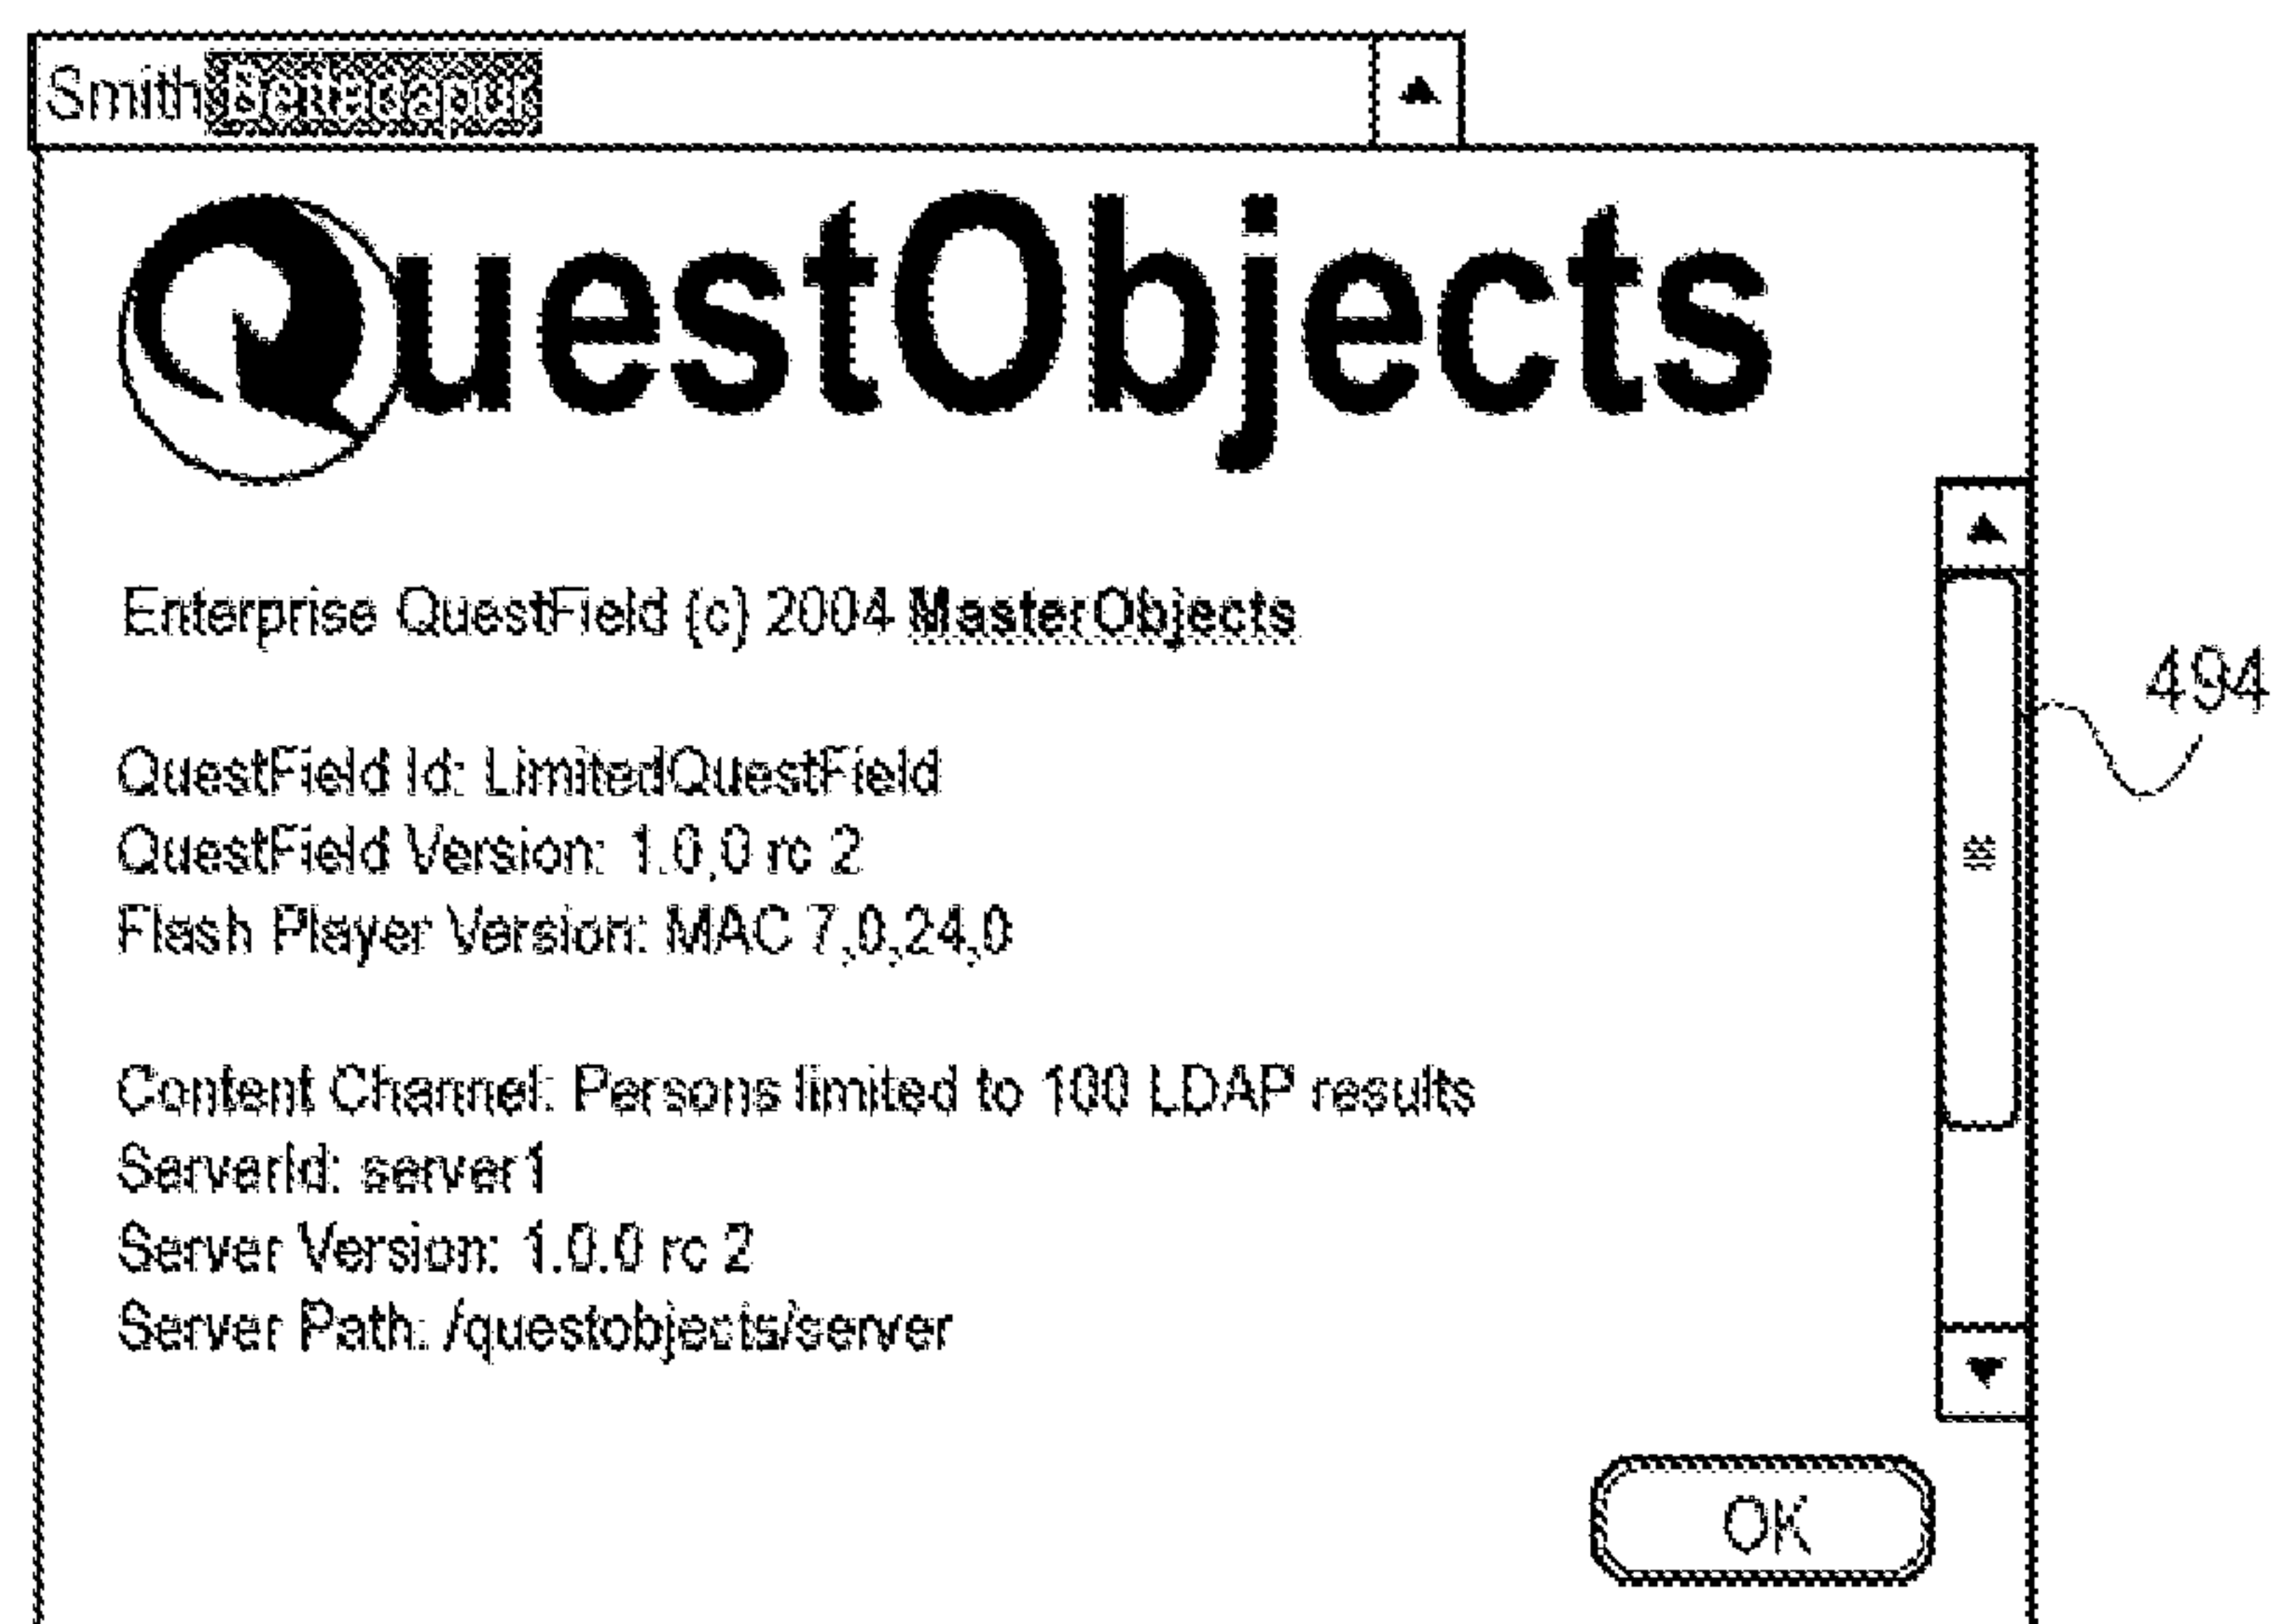 Smith
QuestObjects
Enterprise QuestField (c) 2004 MasterObjects
494
QuestField Id: LimitedQuestField
QuestField Version: 1.0.0 rc 2
Flash Player Version: MAC 7,0,24,0
Content Channel: Persons limited to 100 LDAP results
ServerId: server1
Server Version: 1.0.0 rc 2
Server Path: /questobjects/server
OK